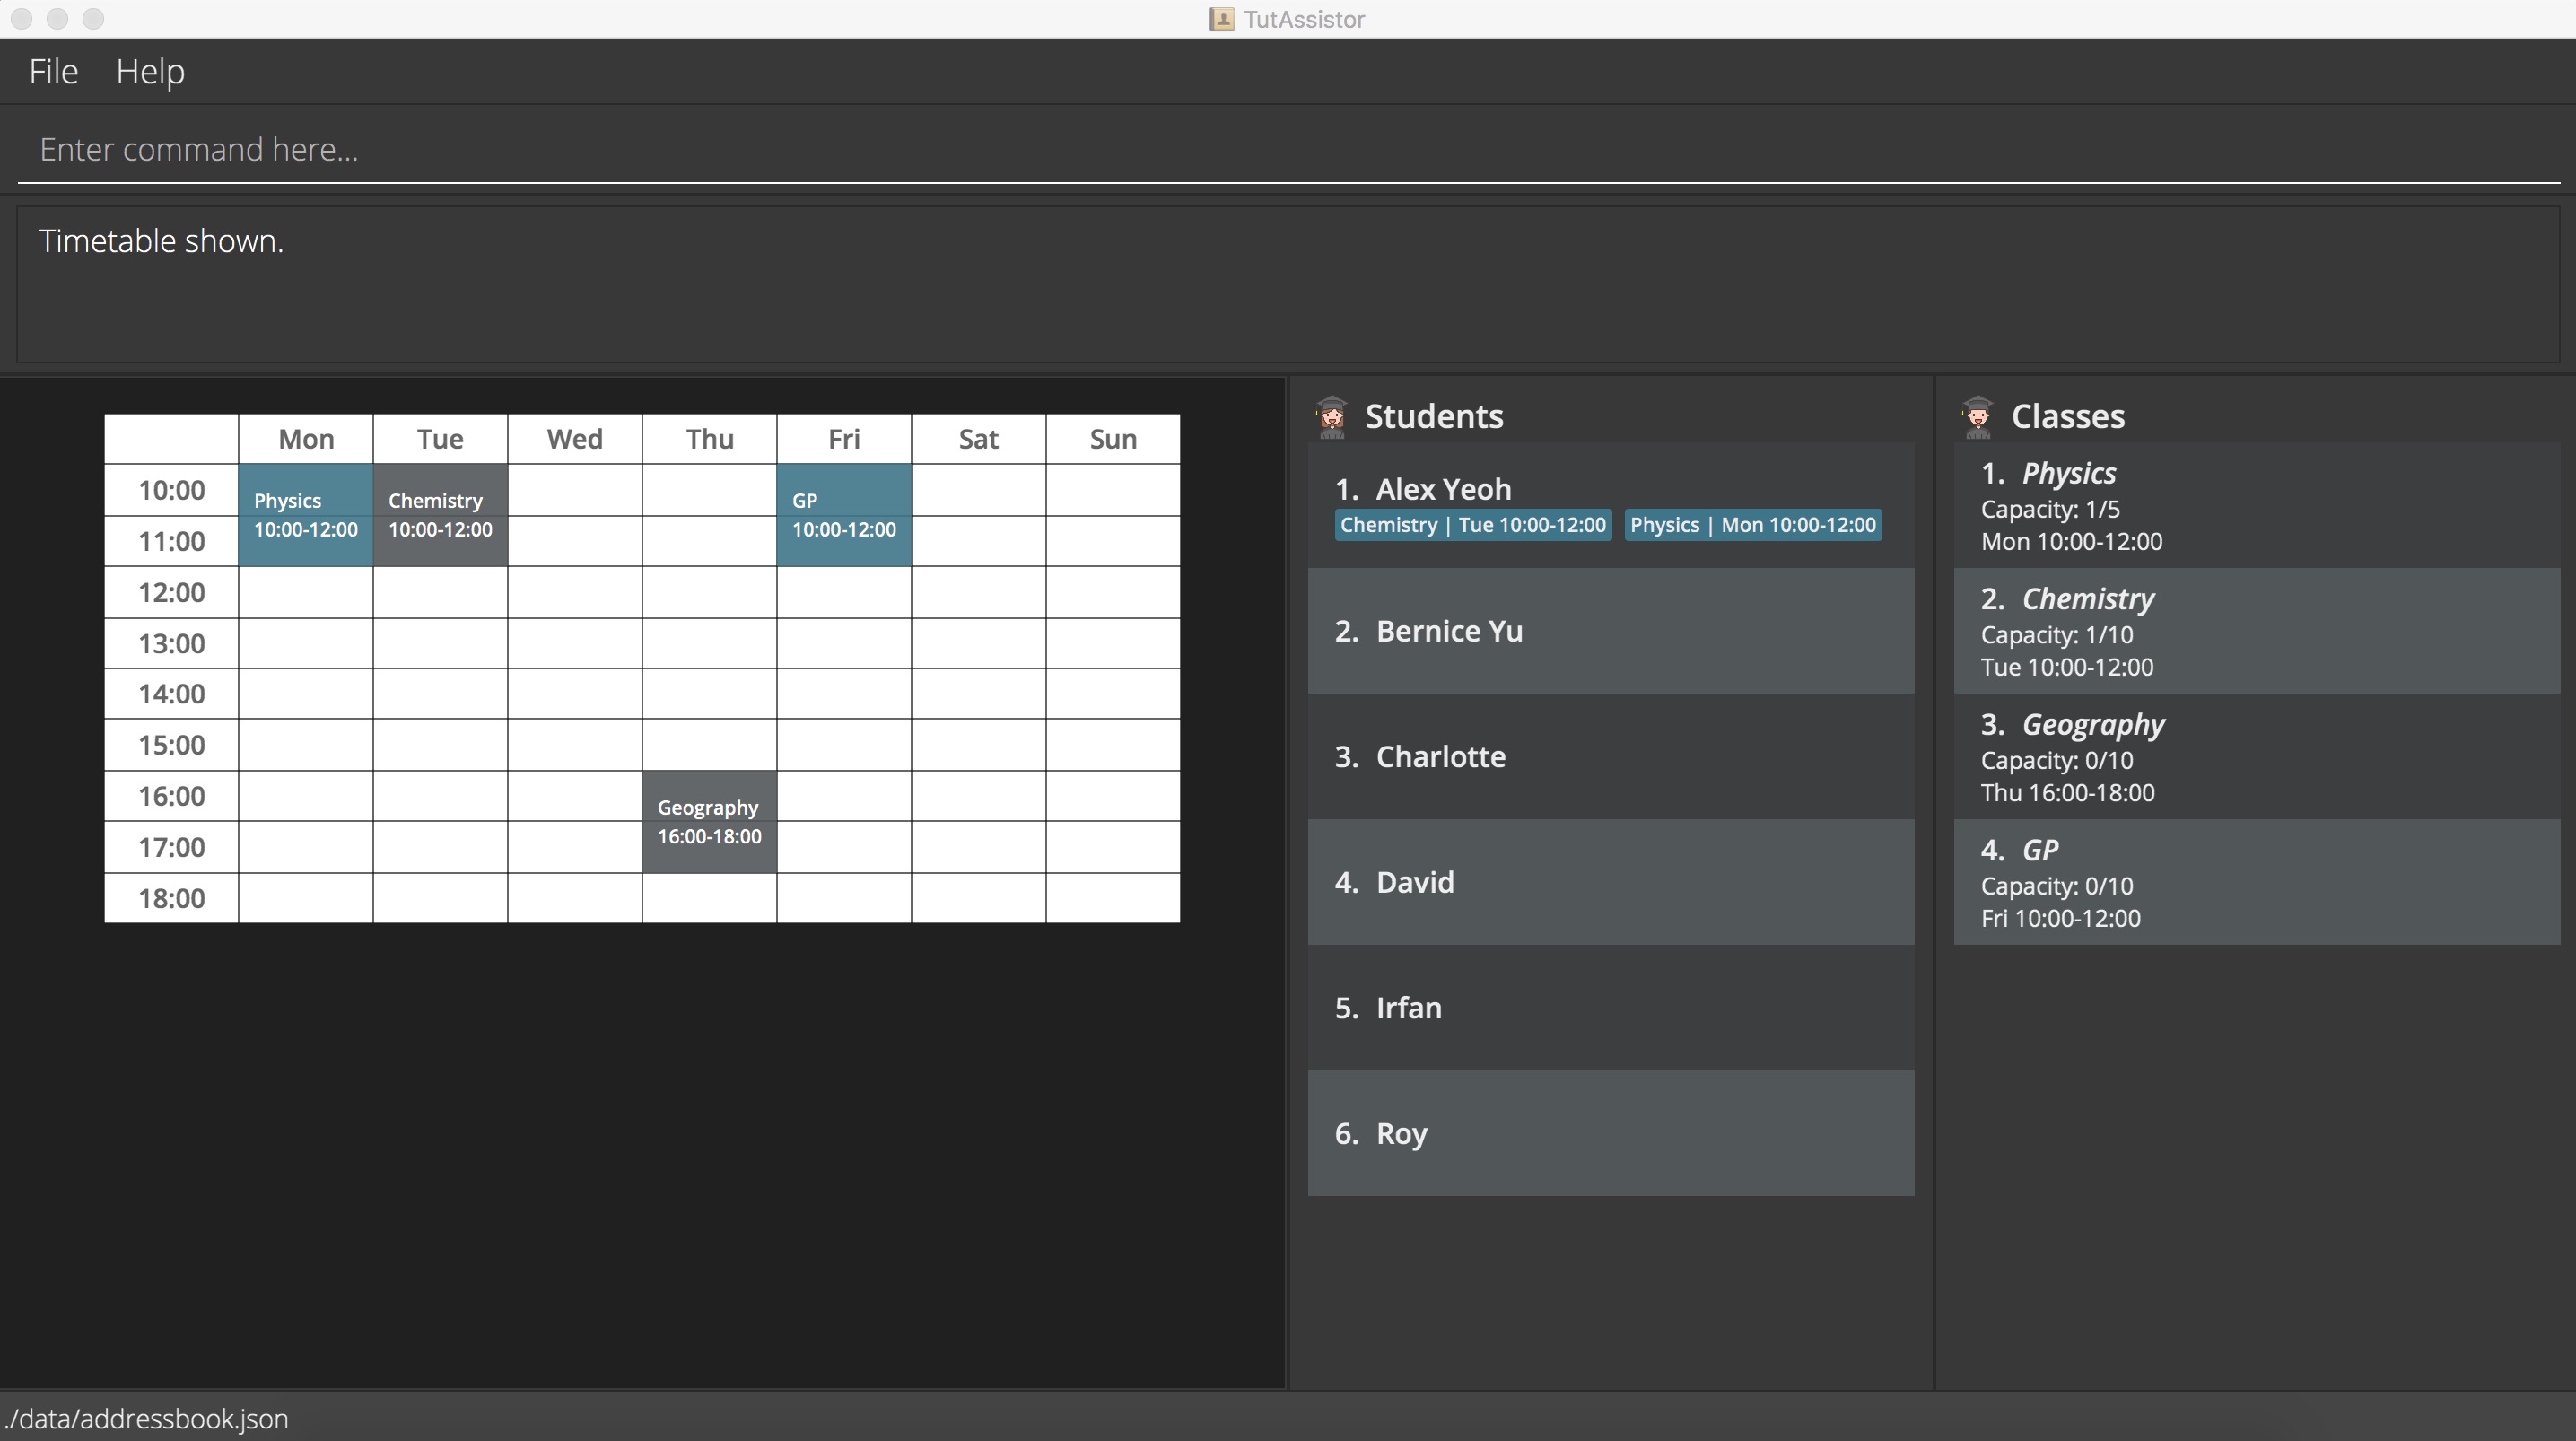 TutAssistor
File Help
Enter command here...
Timetable shown.
Mon Tue Wed Thu Fri Sat Sun
10:00
11:00
12:00
13:00
14:00
15:00
16:00
17:00
18:00
Physics
10:00-12:00
Chemistry
10:00-12:00
GP
10:00-12:00
Geography
16:00-18:00
Students
1. Alex Yeoh
Chemistry | Tue 10:00-12:00 Physics | Mon 10:00-12:00
2. Bernice Yu
3. Charlotte
4. David
5. Irfan
6. Roy
Classes
1. Physics
Capacity: 1/5
Mon 10:00-12:00
2. Chemistry
Capacity: 1/10
Tue 10:00-12:00
3. Geography
Capacity: 0/10
Thu 16:00-18:00
4. GP
Capacity: 0/10
Fri 10:00-12:00
./data/addressbook.json